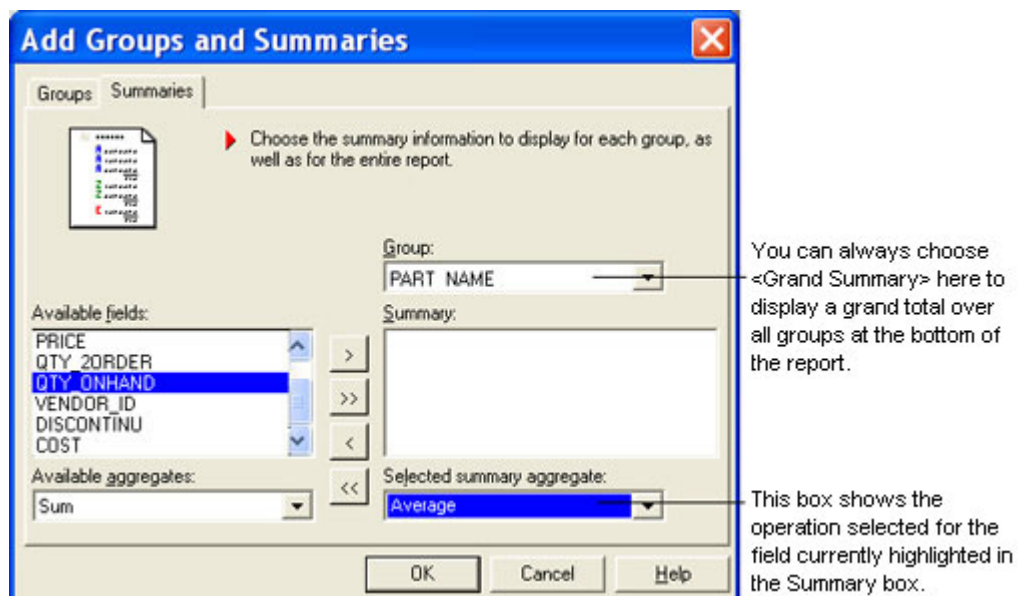 Add Groups and Summaries
Groups
Summaries
Choose the summary information to display for each group, as
well as for the entire report.
Group:
PART NAME
You can always choose
<Grand Summary> here to
display a grand total over
all groups at the bottom of
the report.
Available fields:
Summary:
PRICE
QTY_2ORDER
QTY_ONHAND
VENDOR_ID
DISCONTINU
COST
>
>>
<
<<
Available aggregates:
Sum
Selected summary aggregate:
Average
This box shows the
operation selected for the
field currently highlighted in
the Summary box.
OK
Cancel
Help